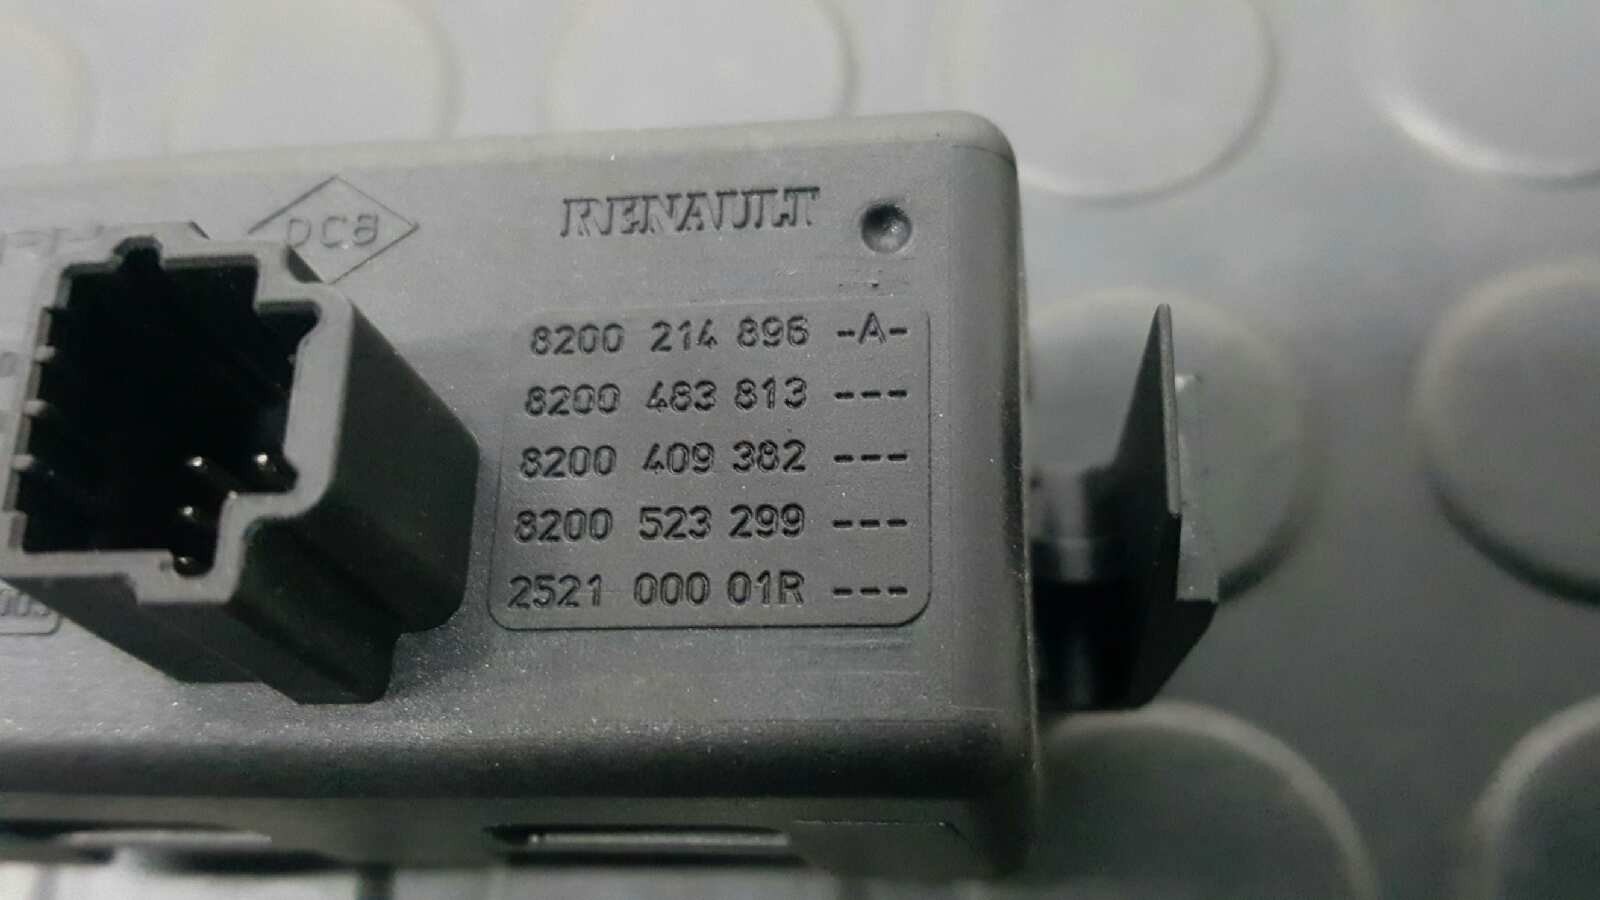 DC8
RENAULT
8200 214 896 -A-
8200 483 813 ---
8200 409 382 ---
8200 523 299 ---
2521 000 01R ---